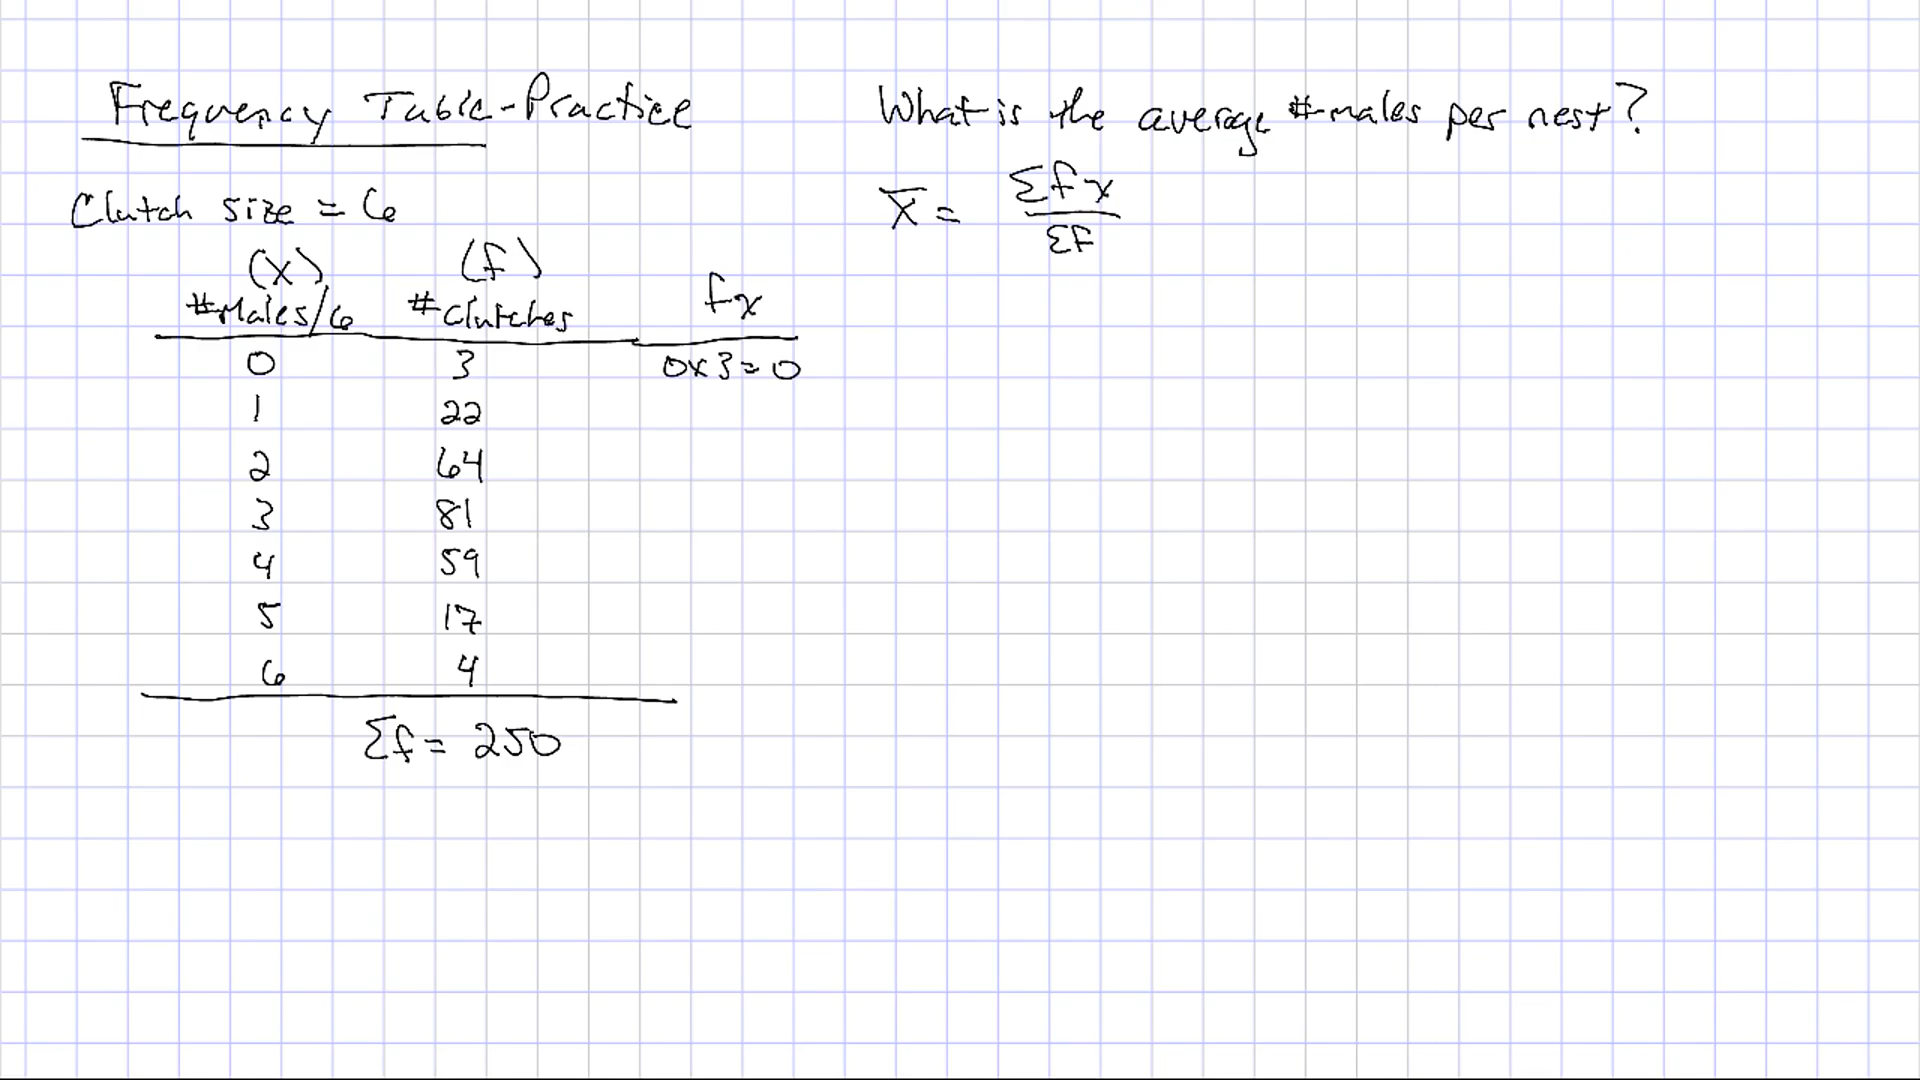 Frequency Table-Practice
What is the average #males per nest?
x̄ = Σfx/Σf
Clutch size = 6
(x) (f)
#Males/6 #Clutches fx
0 3 0x3=0
1 22
2 64
3 81
4 59
5 17
6 4
Σf = 250